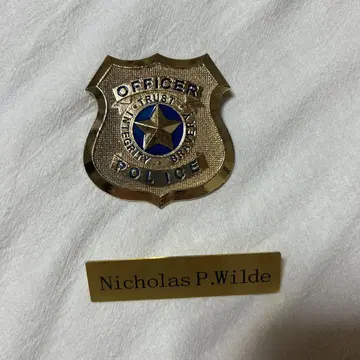 OFFICER
TRUST
INTEGRITY · BRAVERY
POLICE
Nicholas P.Wilde